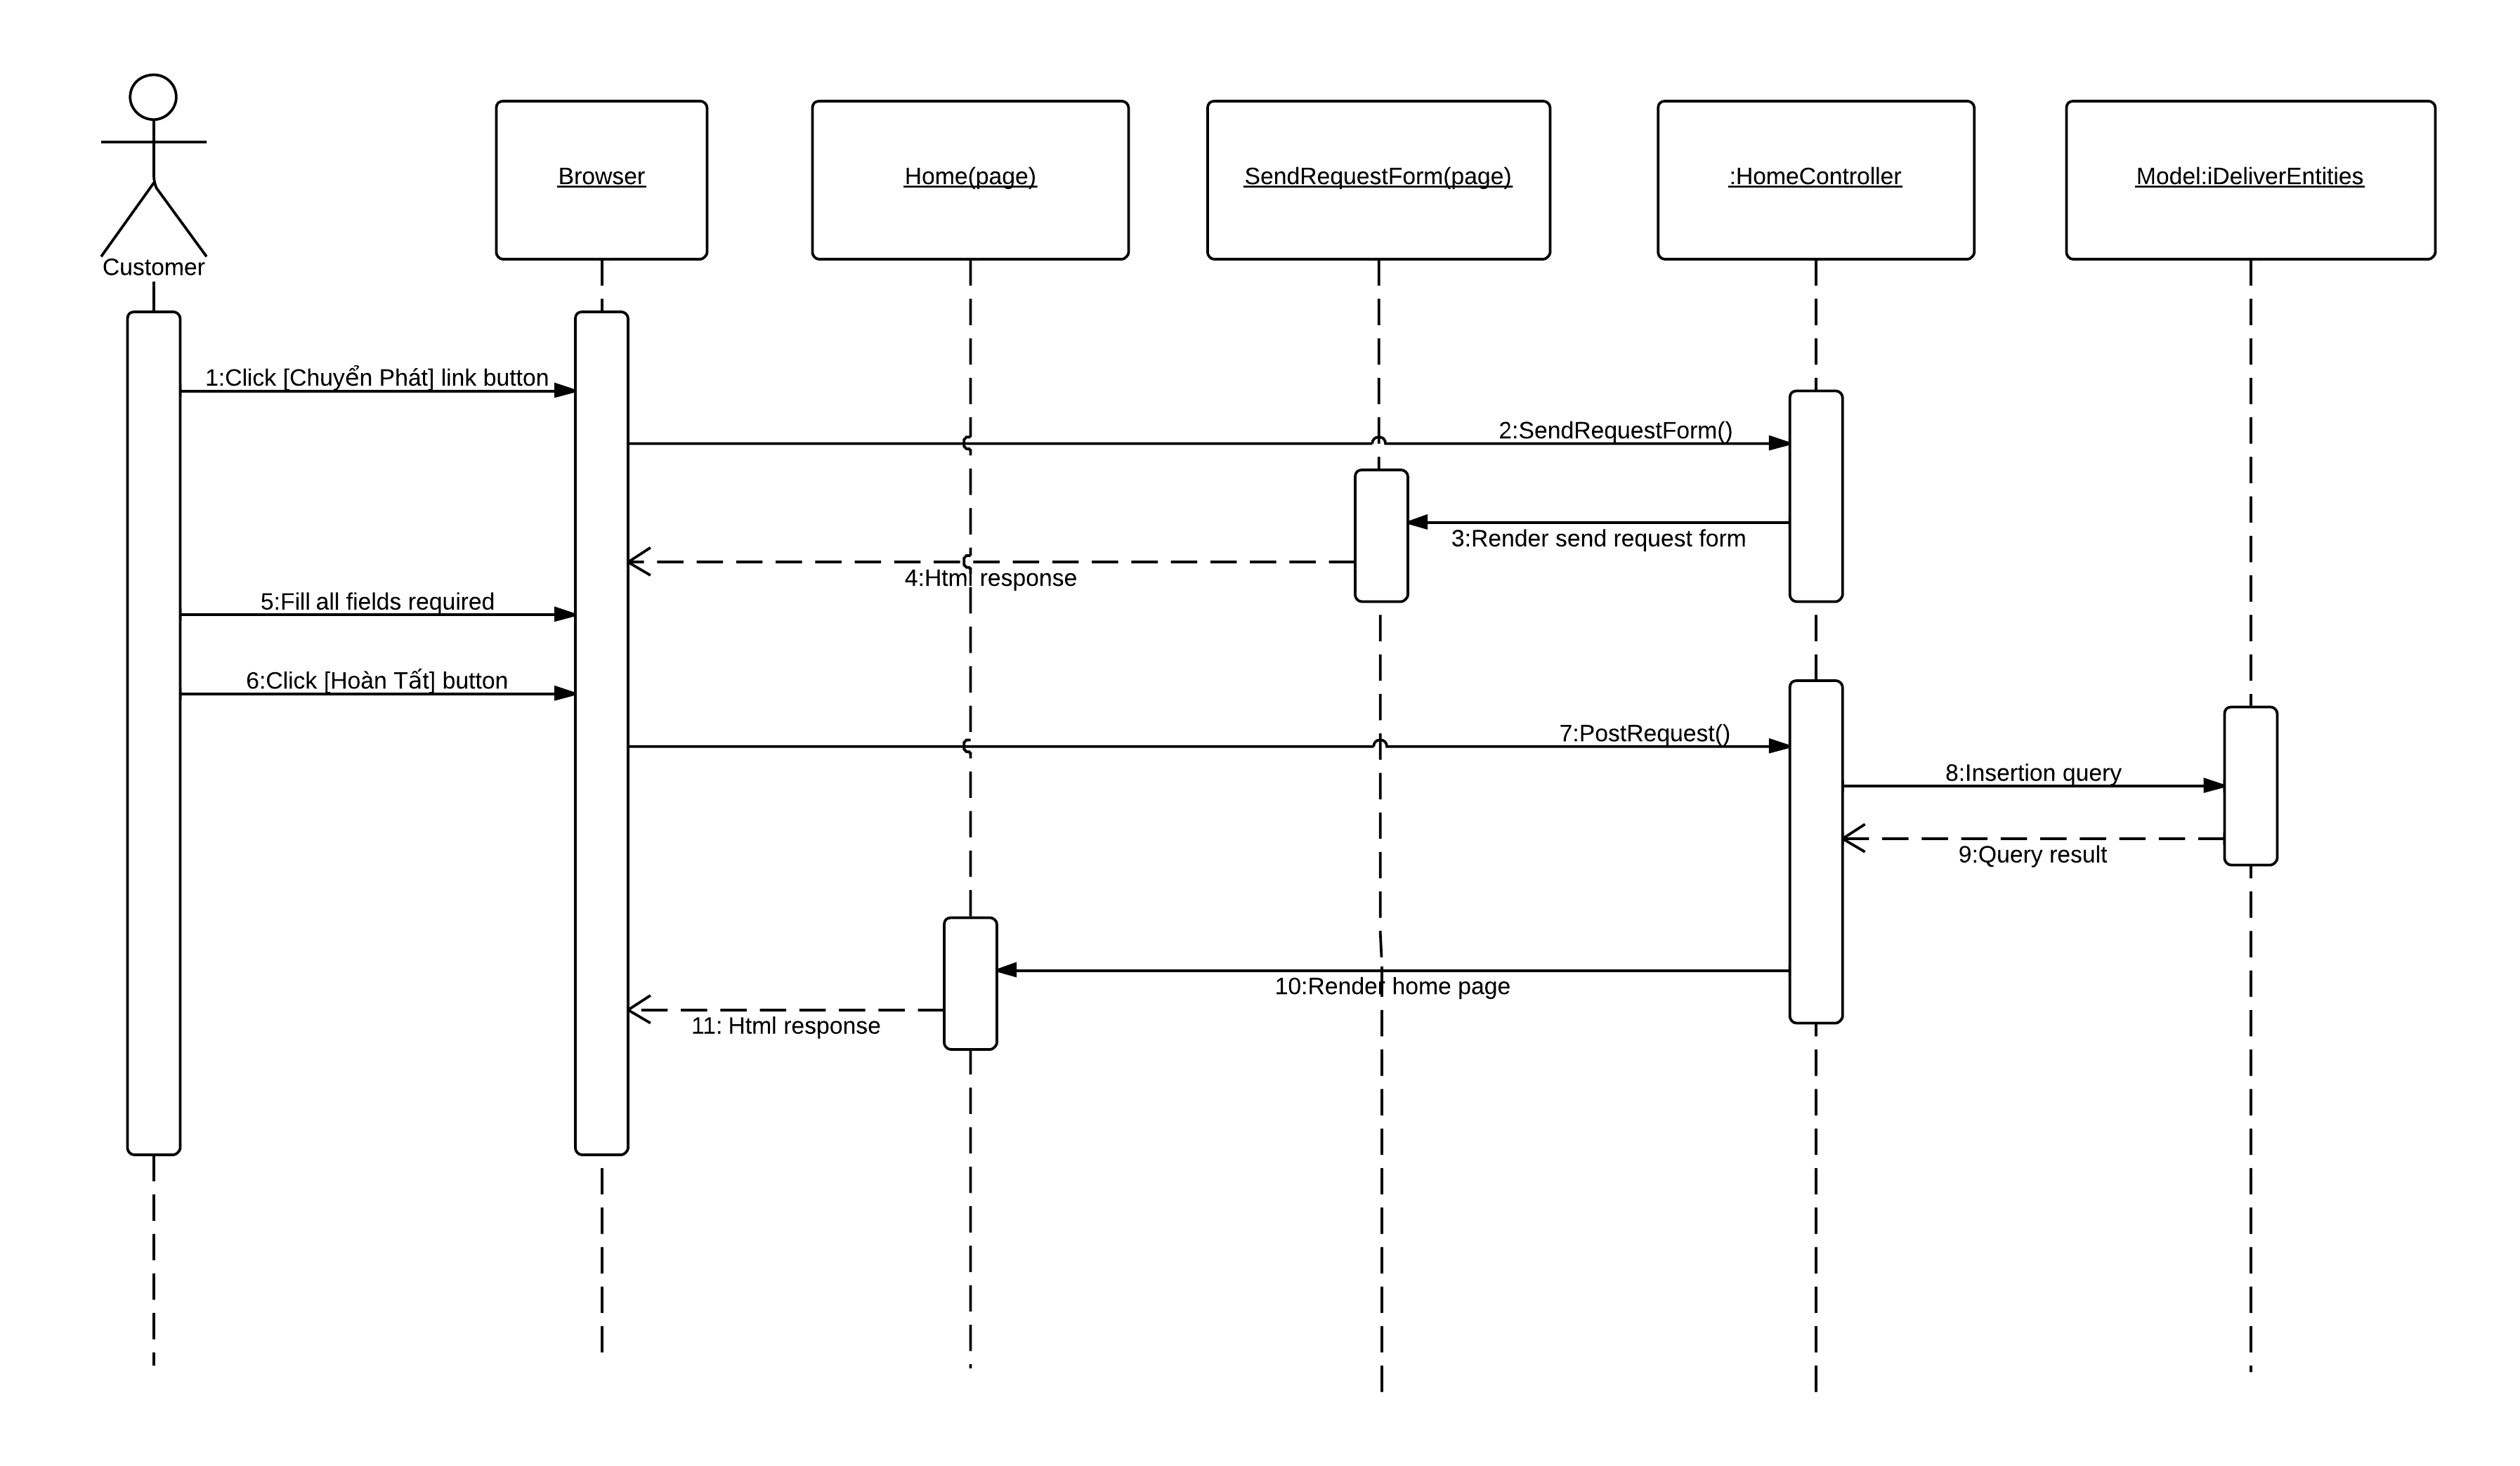 Customer
Browser
Home(page)
SendRequestForm(page)
:HomeController
Model:iDeliverEntities
1:Click [Chuyển Phát] link button
2:SendRequestForm()
3:Render send request form
4:Html response
5:Fill all fields required
6:Click [Hoàn Tất] button
7:PostRequest()
8:Insertion query
9:Query result
10:Render home page
11: Html response